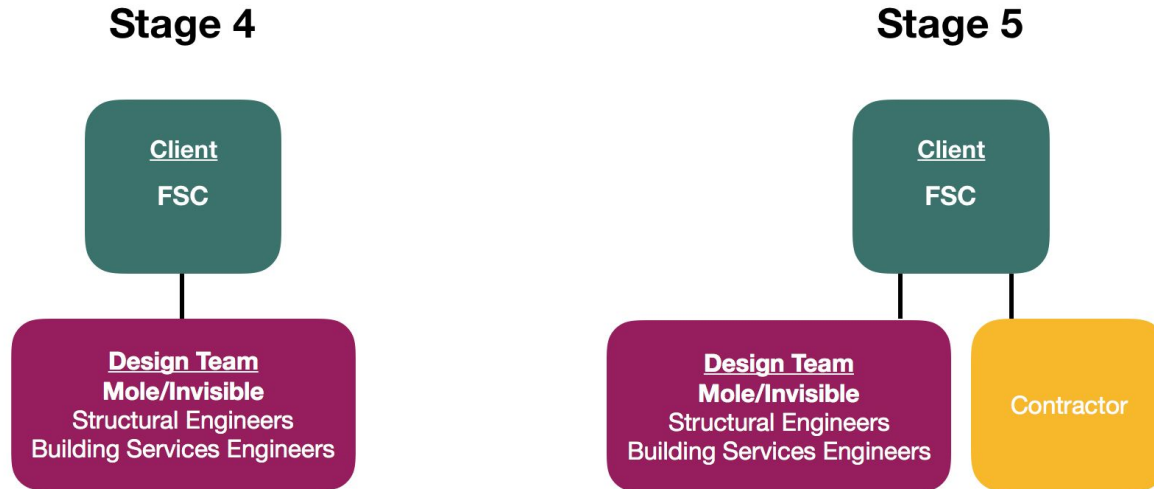 Stage 4
Client
FSC
Design Team
Mole/Invisible
Structural Engineers
Building Services Engineers
Stage 5
Client
FSC
Design Team
Mole/Invisible
Structural Engineers
Building Services Engineers
Contractor